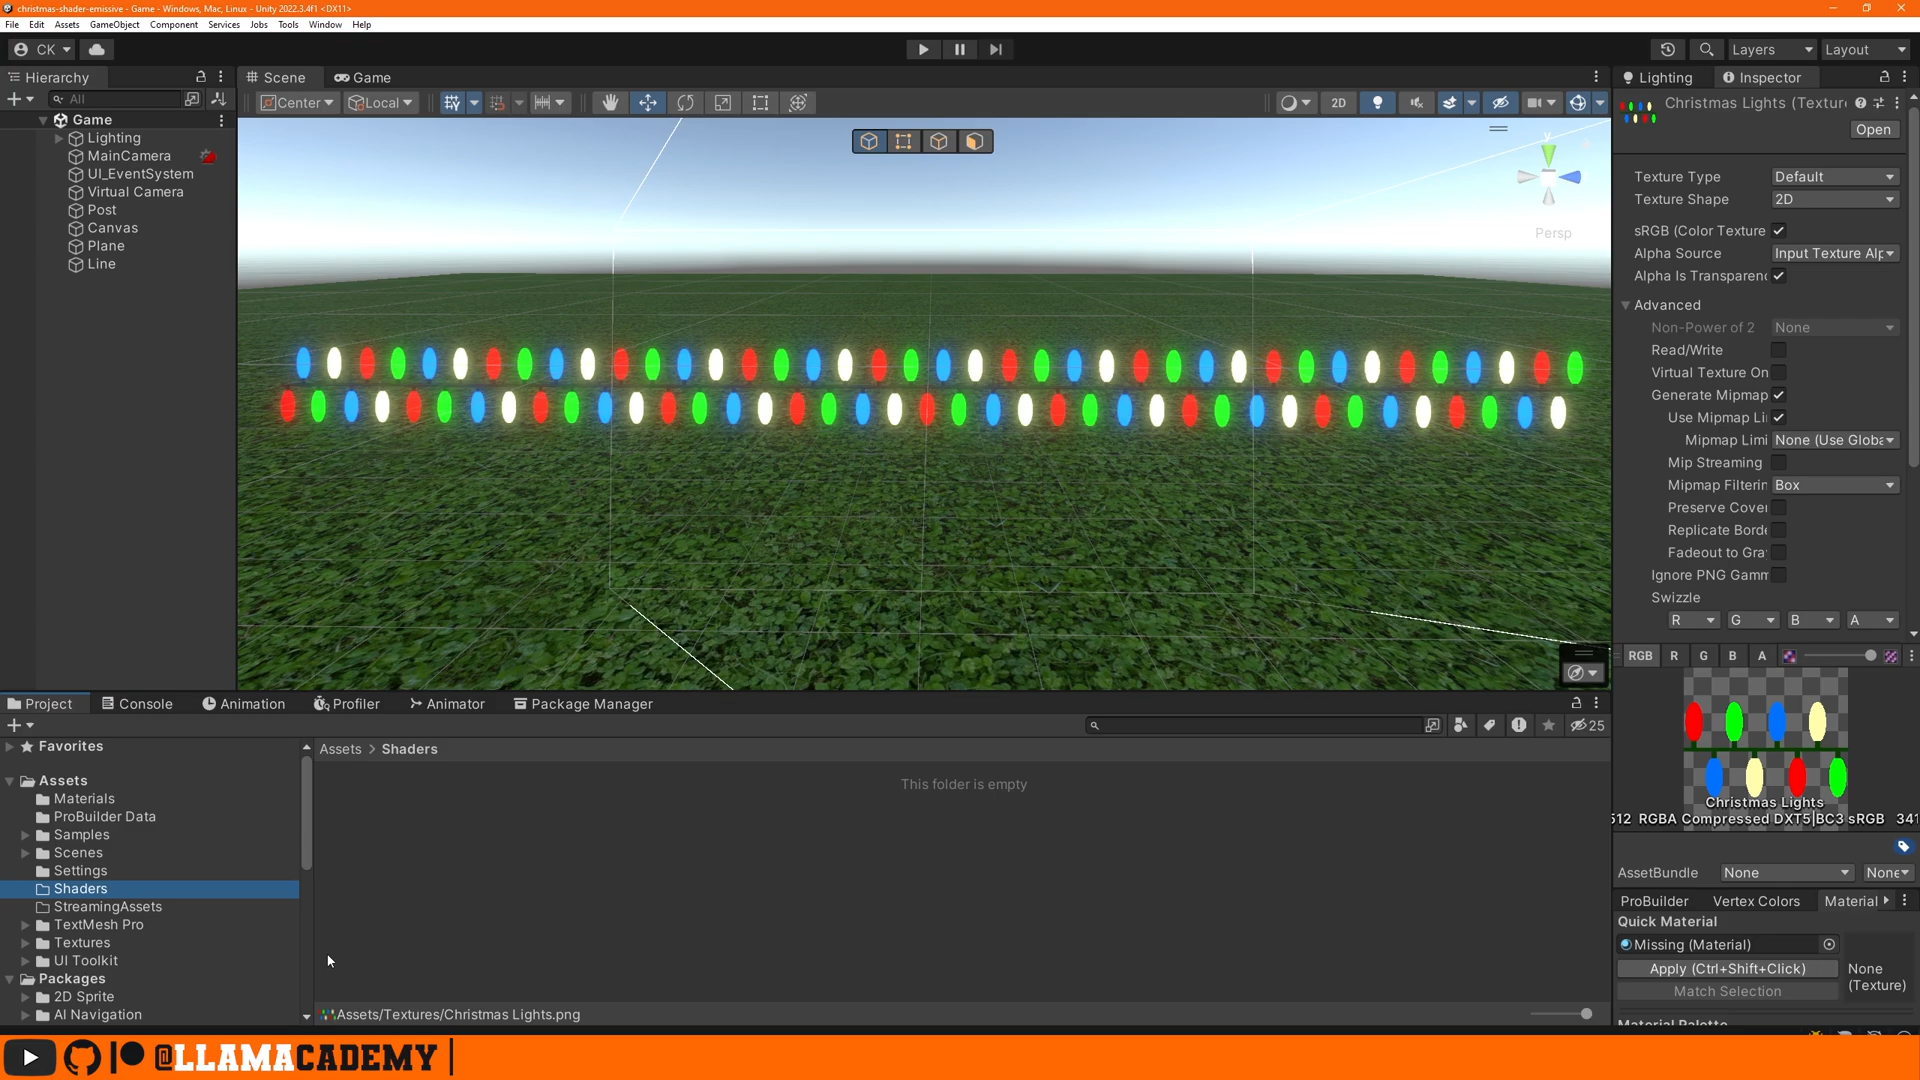 christmas-shader-emissive - Game - Windows, Mac, Linux - Unity 2022.3.4f1 <DX11>
File Edit Assets GameObject Component Services Jobs Tools Window Help
CK
Layers Layout
Hierarchy
Scene Game
Lighting Inspector
All
Center Local
2D
Christmas Lights (Textur
Open
Game
Lighting
MainCamera
UI_EventSystem
Virtual Camera
Post
Canvas
Plane
Line
y
Persp
Texture Type Default
Texture Shape 2D
sRGB (Color Texture
Alpha Source Input Texture Alp
Alpha Is Transparen
Advanced
Non-Power of 2 None
Read/Write
Virtual Texture On
Generate Mipmap
Use Mipmap Li
Mipmap Limi None (Use Globa
Mip Streaming
Mipmap Filterin Box
Preserve Cover
Replicate Borde
Fadeout to Gra
Ignore PNG Gamm
Swizzle
R G B A
RGB R G B A
Christmas Lights
512 RGBA Compressed DXT5|BC3 sRGB 341
AssetBundle None None
ProBuilder Vertex Colors Material
Quick Material
Missing (Material)
Apply (Ctrl+Shift+Click)
None
(Texture)
Match Selection
Material Palette
Project Console Animation Profiler Animator Package Manager
25
Favorites
Assets
Materials
ProBuilder Data
Samples
Scenes
Settings
Shaders
StreamingAssets
TextMesh Pro
Textures
UI Toolkit
Packages
2D Sprite
AI Navigation
Assets > Shaders
This folder is empty
Assets/Textures/Christmas Lights.png
@LLAMACADEMY |